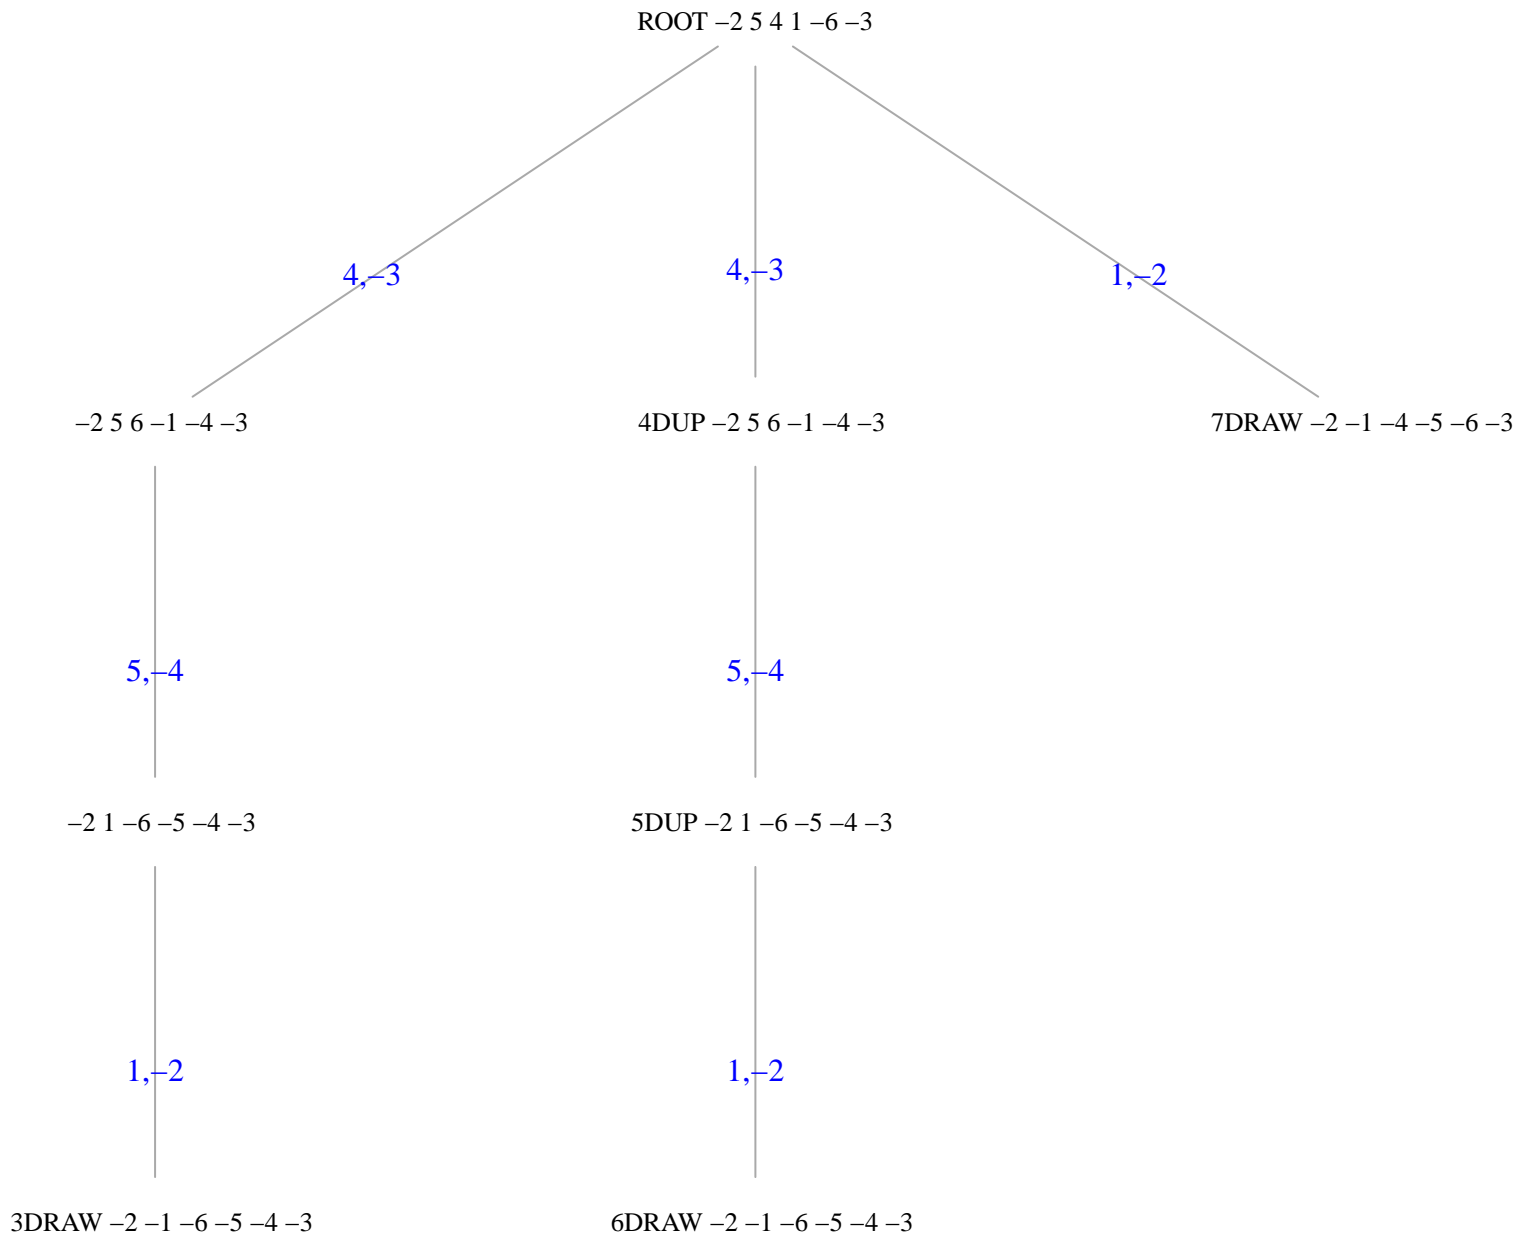 ROOT –2 5 4 1 –6 –3
4,–3
4,–3
1,–2
–2 5 6 –1 –4 –3
4DUP –2 5 6 –1 –4 –3
7DRAW –2 –1 –4 –5 –6 –3
5,–4
5,–4
–2 1 –6 –5 –4 –3
5DUP –2 1 –6 –5 –4 –3
1,–2
1,–2
3DRAW –2 –1 –6 –5 –4 –3
6DRAW –2 –1 –6 –5 –4 –3